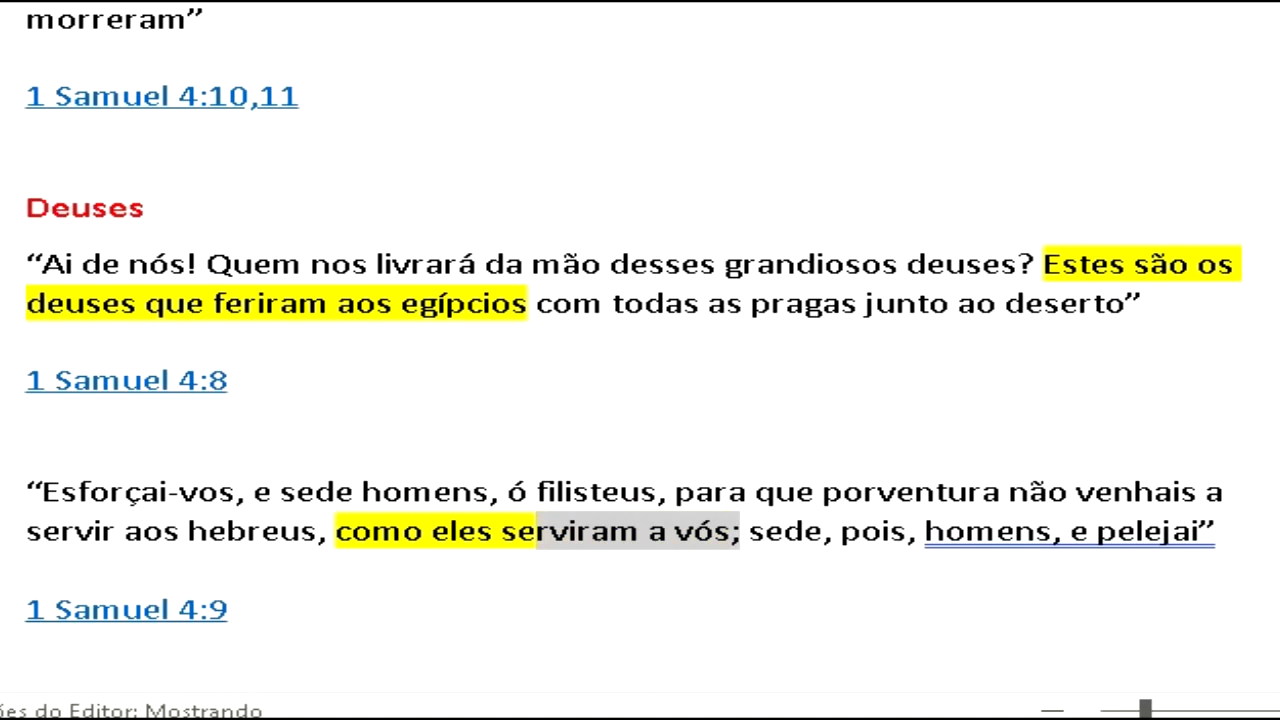 morreram”
1 Samuel 4:10,11
Deuses
“Ai de nós! Quem nos livrará da mão desses grandiosos deuses? Estes são os
deuses que feriram aos egípcios com todas as pragas junto ao deserto”
1 Samuel 4:8
“Esforçai-vos, e sede homens, ó filisteus, para que porventura não venhais a
servir aos hebreus, como eles serviram a vós; sede, pois, homens, e pelejai”
1 Samuel 4:9
ões do Editor: Mostrando